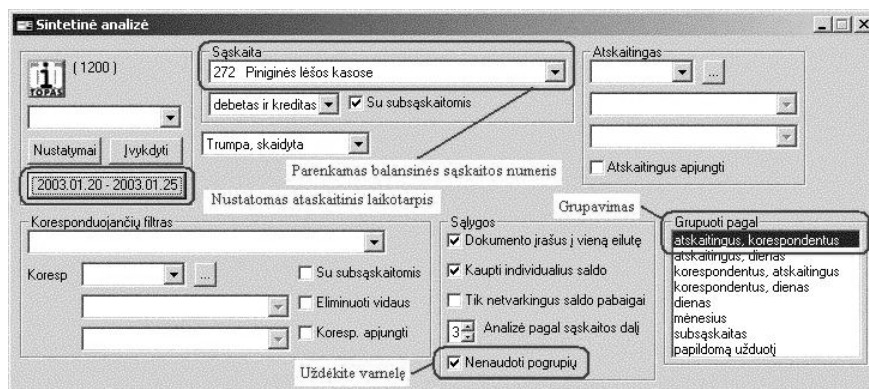 Sintetinė analizė
( 1200 )
TOPAS
Nustatymai
Įvykdyti
2003.01.20 - 2003.01.25
Sąskaita
272 Piniginės lėšos kasose
debetas ir kreditas
Su subsąskaitomis
Trumpa, skaidyta
Atskaitingas
...
Atskaitingus apjungti
Parenkamas balansinės sąskaitos numeris
Nustatomas ataskaitinis laikotarpis
Grupavimas
Koresponduojančių filtras
Koresp
...
Su subsąskaitomis
Eliminuoti vidaus
Koresp. apjungti
Uždėkite varnelę
Sąlygos
Dokumento įrašus į vieną eilutę
Kaupti individualius saldo
Tik netvarkingus saldo pabaigai
3 Analizė pagal sąskaitos dalį
Nenaudoti pogrupių
Grupuoti pagal
atskaitingus, korespondentus
atskaitingus, dienas
korespondentus, atskaitingus
korespondentus, dienas
dienas
mėnesius
subsąskaitas
papildomą užduotį